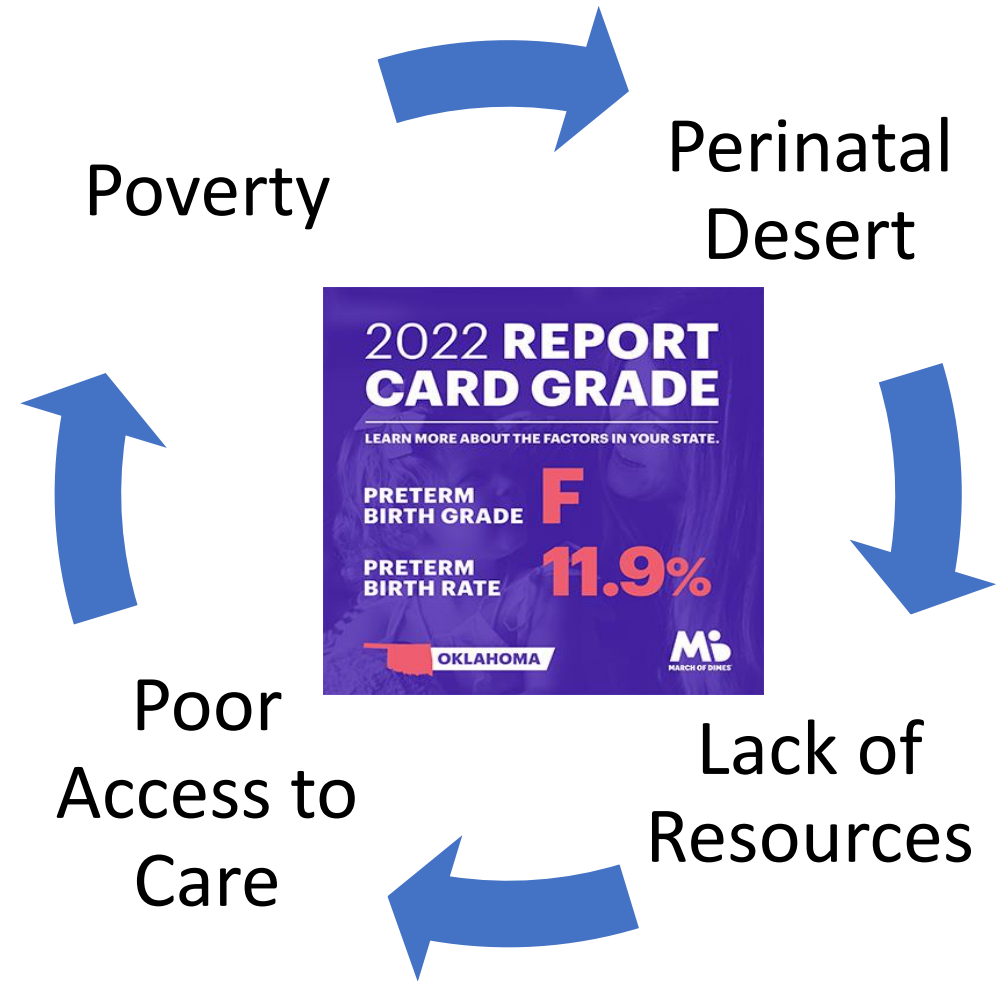 Poverty
Perinatal
Desert
2022 REPORT
CARD GRADE
LEARN MORE ABOUT THE FACTORS IN YOUR STATE.
PRETERM
BIRTH GRADE
F
PRETERM
BIRTH RATE
11.9%
OKLAHOMA
MD
MARCH OF DIMES
Lack of
Resources
Poor
Access to
Care